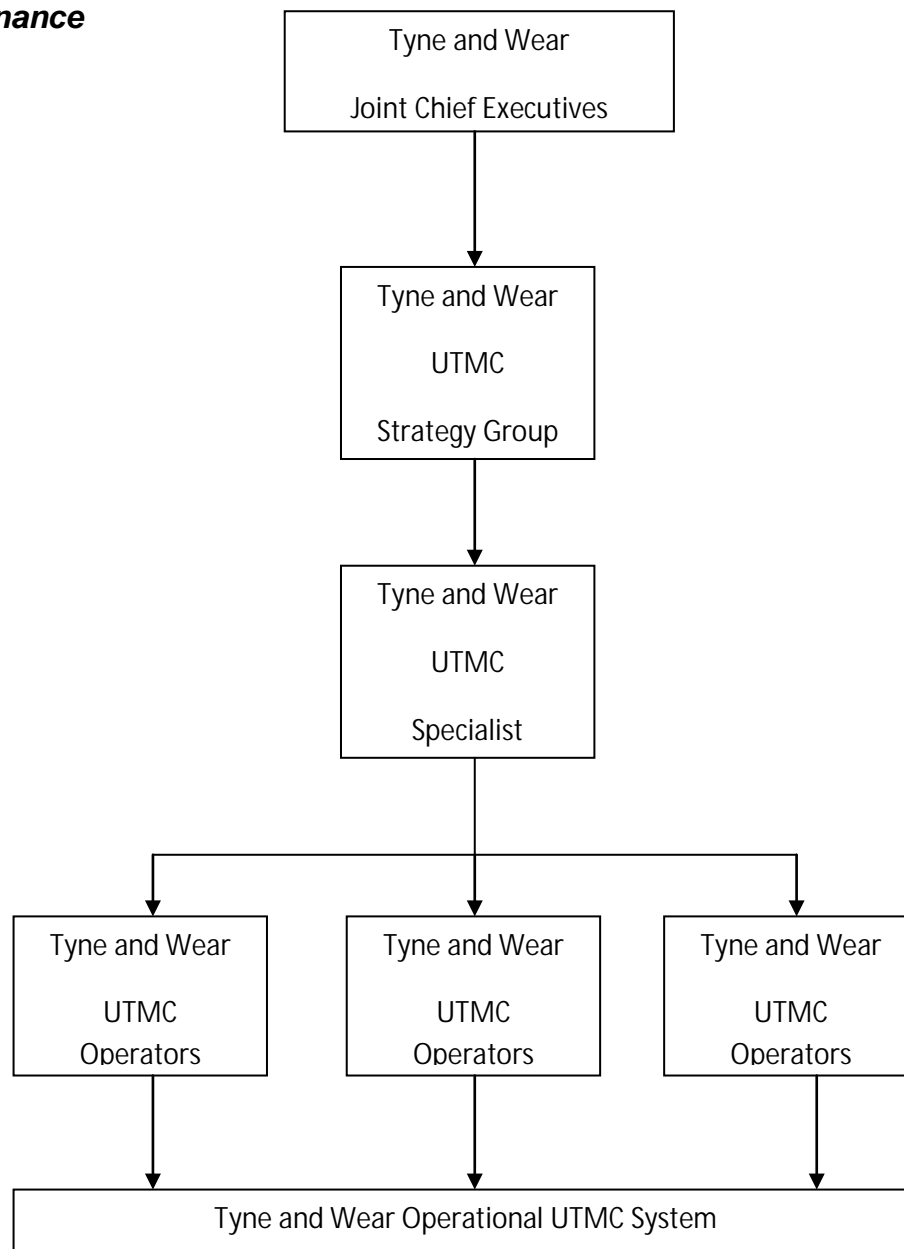 nance
Tyne and Wear
Joint Chief Executives
Tyne and Wear
UTMC
Strategy Group
Tyne and Wear
UTMC
Specialist
Tyne and Wear
UTMC
Operators
Tyne and Wear
UTMC
Operators
Tyne and Wear
UTMC
Operators
Tyne and Wear Operational UTMC System